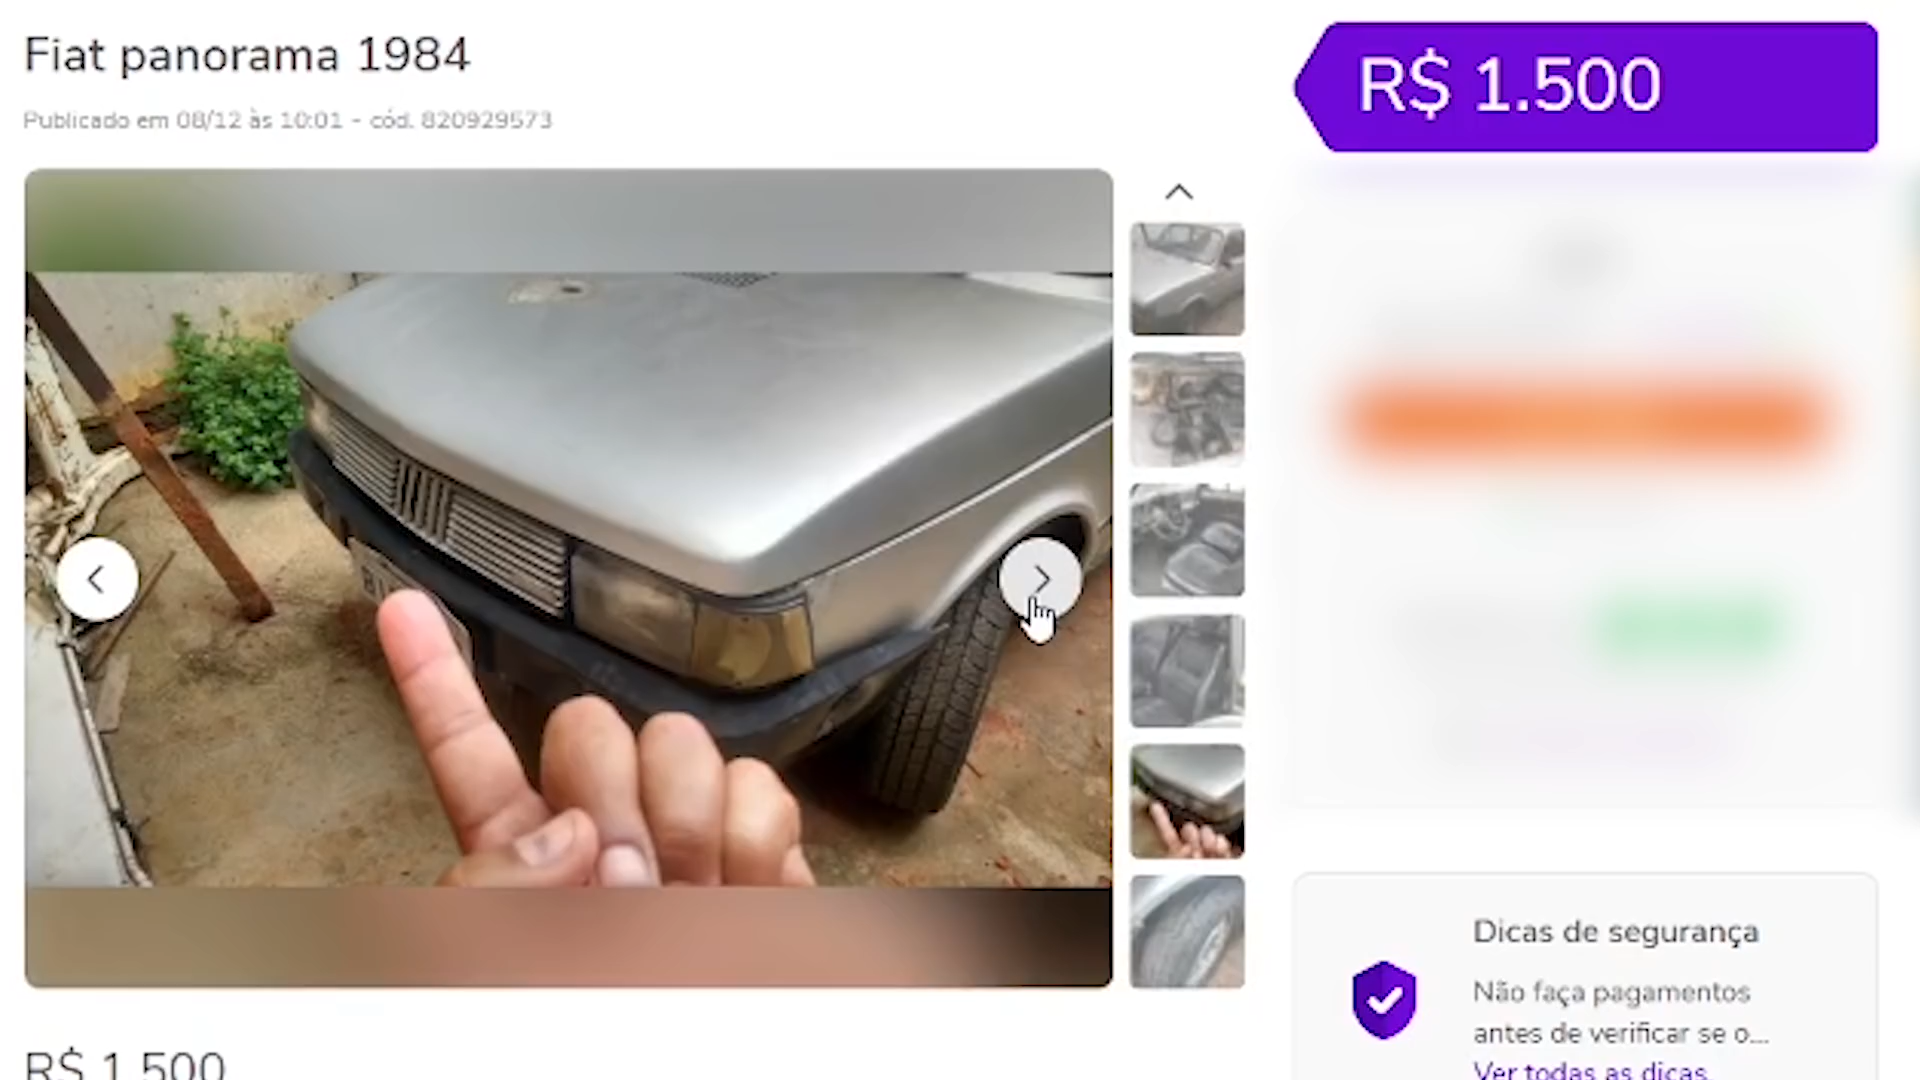 Fiat panorama 1984
Publicado em 08/12 às 10:01 - cód. 820929573
R$ 1.500
R$ 1.500
Dicas de segurança
Não faça pagamentos
antes de verificar se o...
Ver todas as dicas.